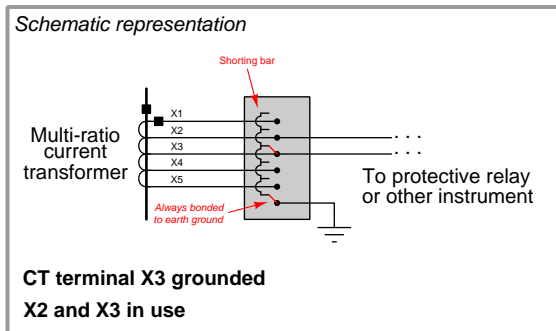 Schematic representation
Shorting bar
X1
X2
X3
X4
X5
Multi-ratio
current
transformer
. . .
. . .
To protective relay
or other instrument
Always bonded
to earth ground
CT terminal X3 grounded
X2 and X3 in use